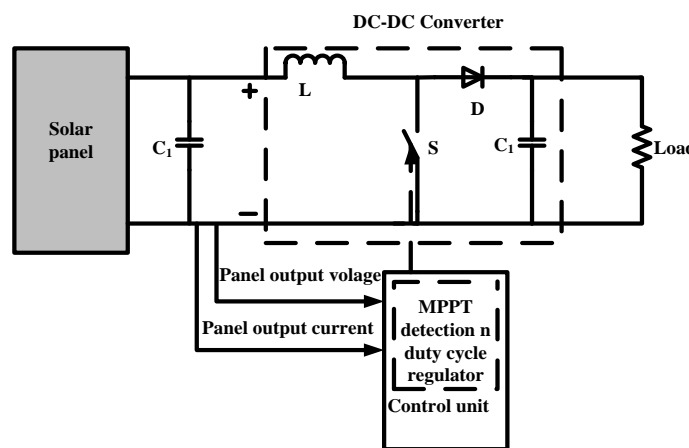 DC-DC Converter
Solar
panel
C1
+
L
D
S
C1
Load
–
Panel output volage
Panel output current
MPPT
detection n
duty cycle
regulator
Control unit